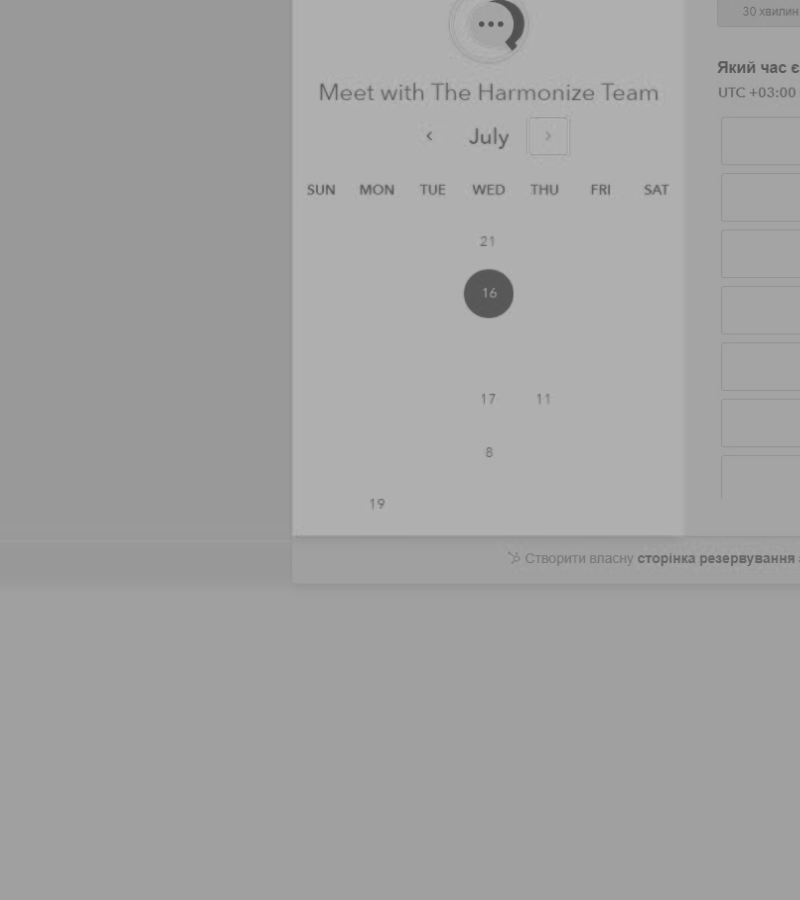 Meet with The Harmonize Team
‹ July ›
SUN MON TUE WED THU FRI SAT
21
16
17 11
8
19
30 хвилин
Який час є
UTC +03:00
Створити власну сторінка резервування